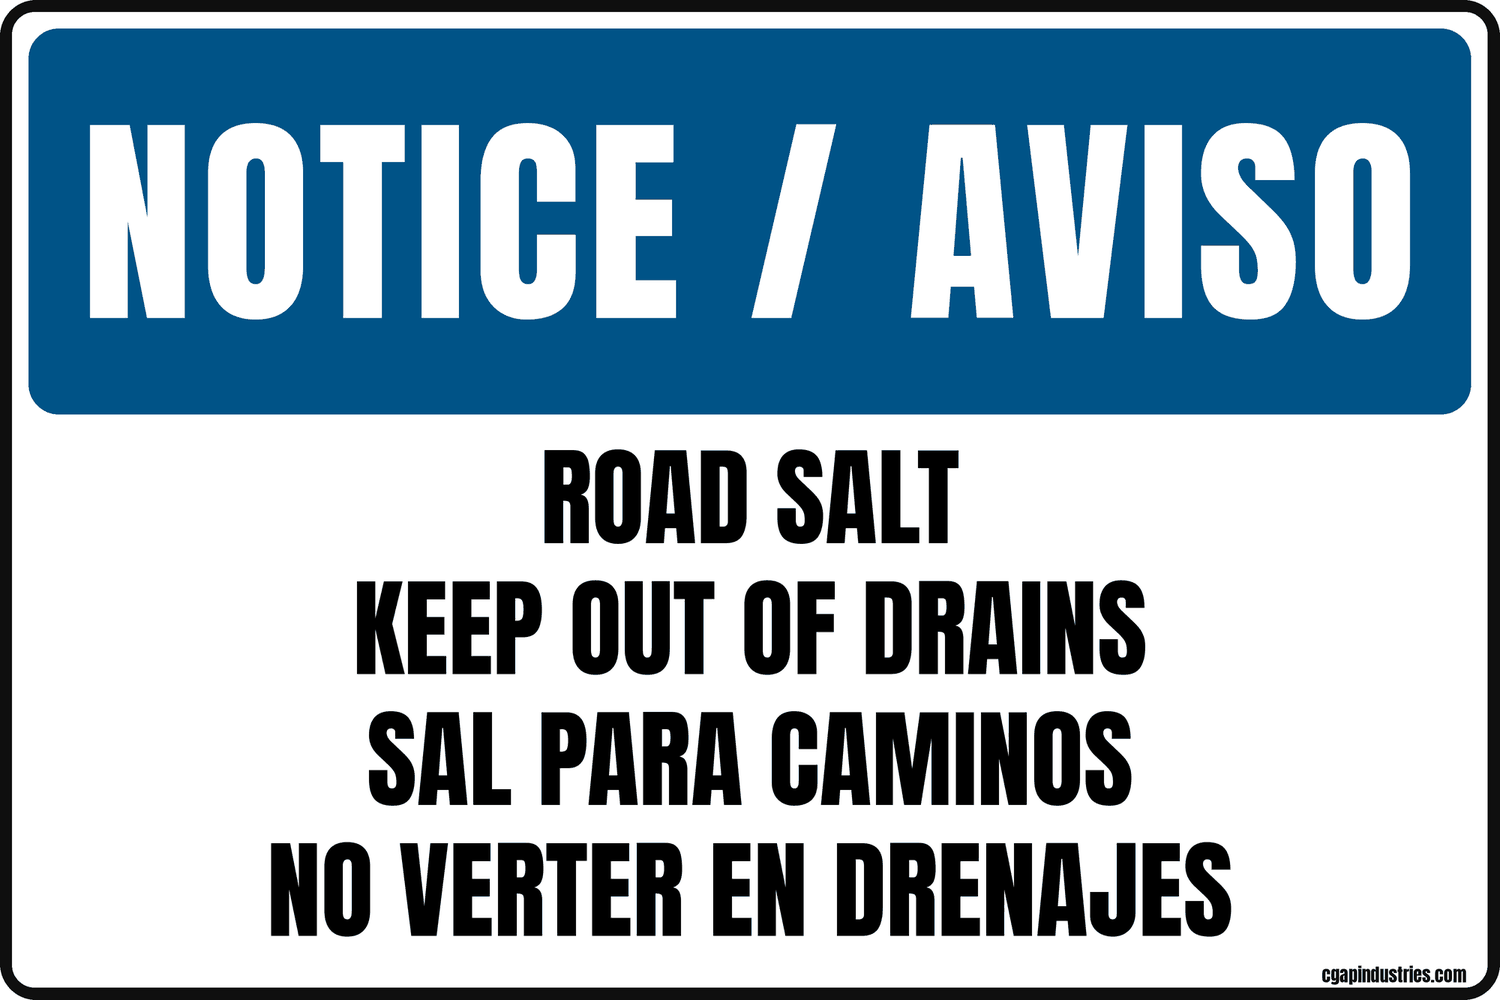 NOTICE / AVISO
ROAD SALT
KEEP OUT OF DRAINS
SAL PARA CAMINOS
NO VERTER EN DRENAJES
cgapindustries.com